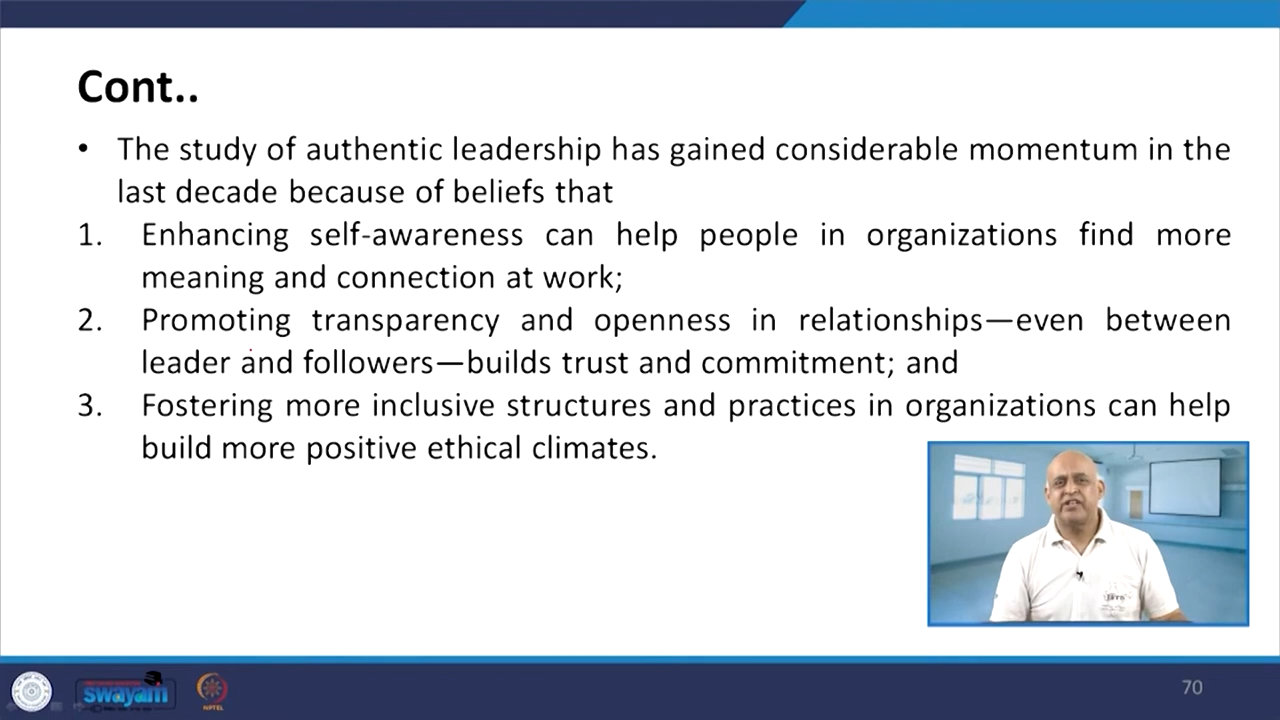 Cont..
• The study of authentic leadership has gained considerable momentum in the
last decade because of beliefs that
1. Enhancing self-awareness can help people in organizations find more
meaning and connection at work;
2. Promoting transparency and openness in relationships—even between
leader and followers—builds trust and commitment; and
3. Fostering more inclusive structures and practices in organizations can help
build more positive ethical climates.
swayam
NPTEL
70